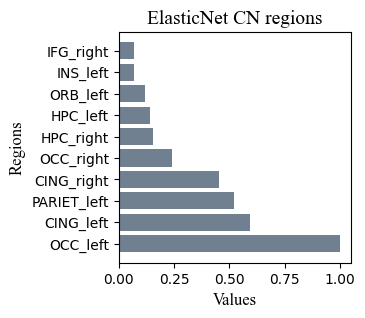 ElasticNet CN regions
IFG_right
INS_left
ORB_left
HPC_left
HPC_right
OCC_right
CING_right
PARIET_left
CING_left
OCC_left
Regions
0.00 0.25 0.50 0.75 1.00
Values